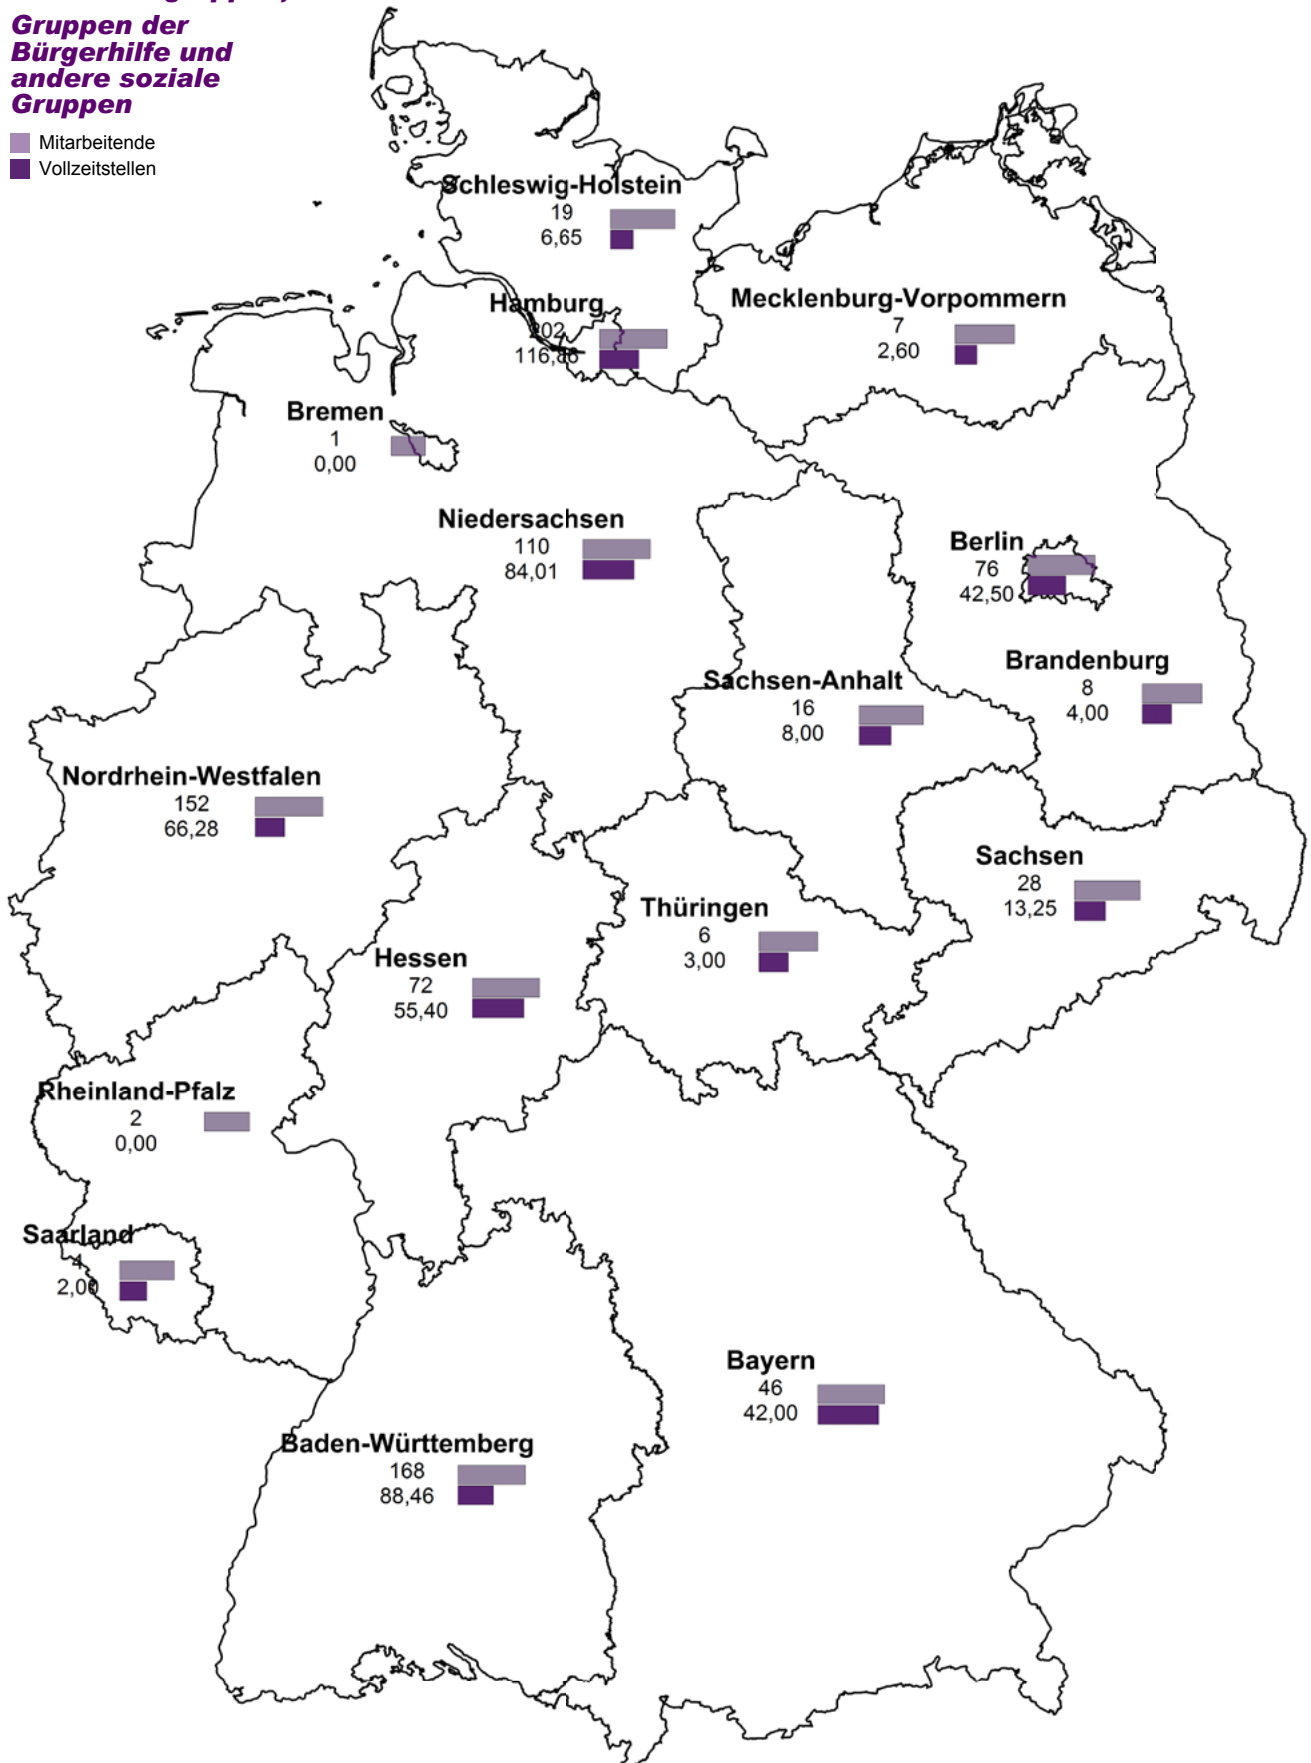 Gruppen der
Bürgerhilfe und
andere soziale
Gruppen
Mitarbeitende
Vollzeitstellen
Schleswig-Holstein
19
6,65
Hamburg
202
116,86
Mecklenburg-Vorpommern
7
2,60
Bremen
1
0,00
Niedersachsen
110
84,01
Berlin
76
42,50
Brandenburg
8
4,00
Sachsen-Anhalt
16
8,00
Nordrhein-Westfalen
152
66,28
Sachsen
28
13,25
Thüringen
6
3,00
Hessen
72
55,40
Rheinland-Pfalz
2
0,00
Saarland
4
2,00
Bayern
46
42,00
Baden-Württemberg
168
88,46